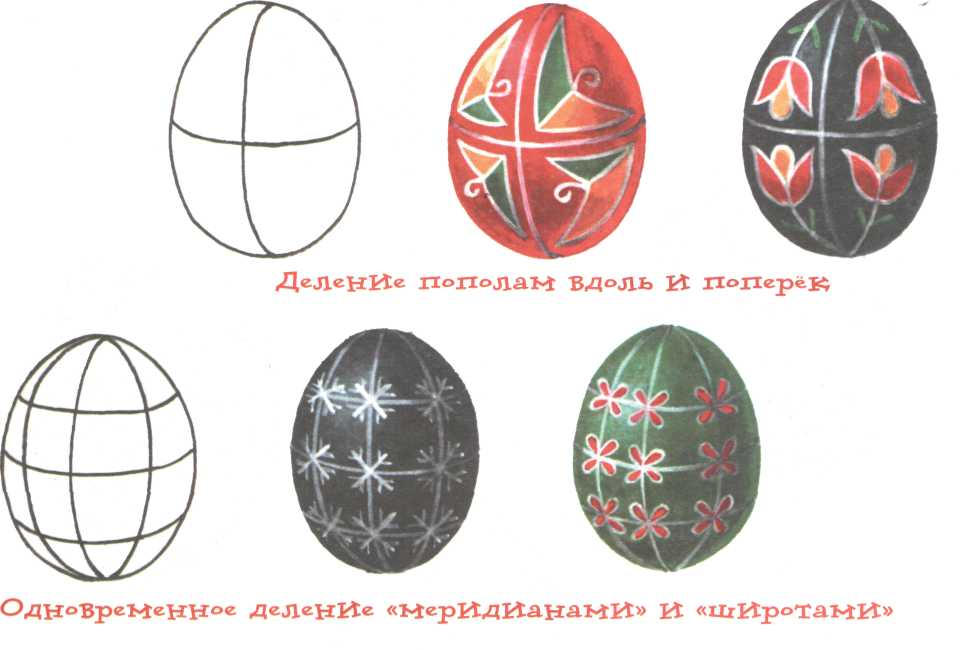 Деление пополам вдоль и поперёк
Одновременное деление «меридианами» и «широтами»